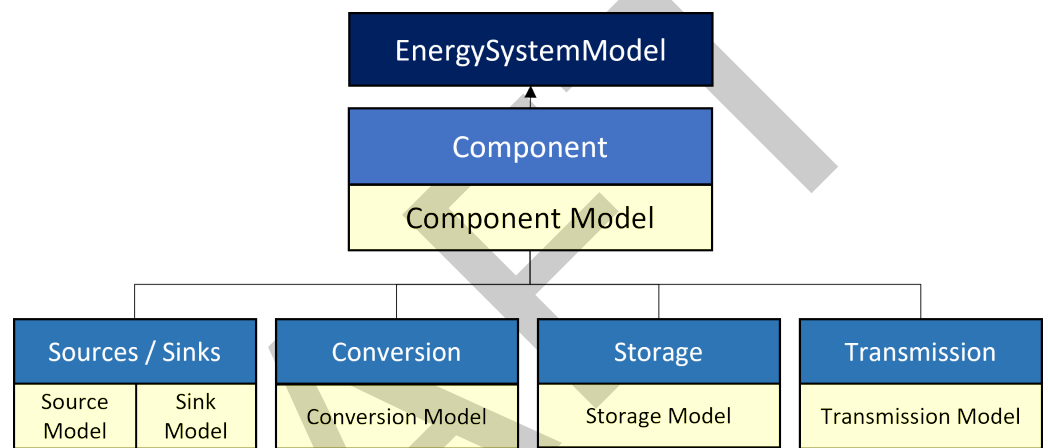 EnergySystemModel
Component
Component Model
Sources / Sinks
Conversion
Storage
Transmission
Source
Model
Sink
Model
Conversion Model
Storage Model
Transmission Model